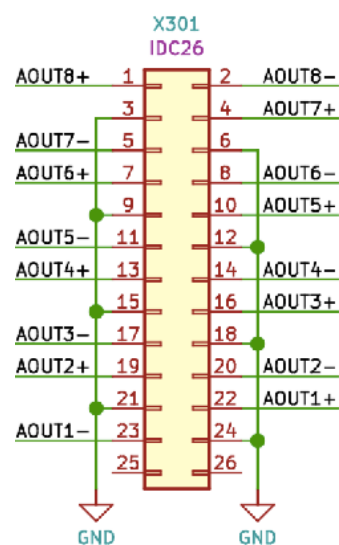 X301
IDC26
AOUT8+ 1 2 AOUT8-
3 4 AOUT7+
AOUT7- 5 6
AOUT6+ 7 8 AOUT6-
9 10 AOUT5+
AOUT5- 11 12
AOUT4+ 13 14 AOUT4-
15 16 AOUT3+
AOUT3- 17 18
AOUT2+ 19 20 AOUT2-
21 22 AOUT1+
AOUT1- 23 24
25 26
GND GND